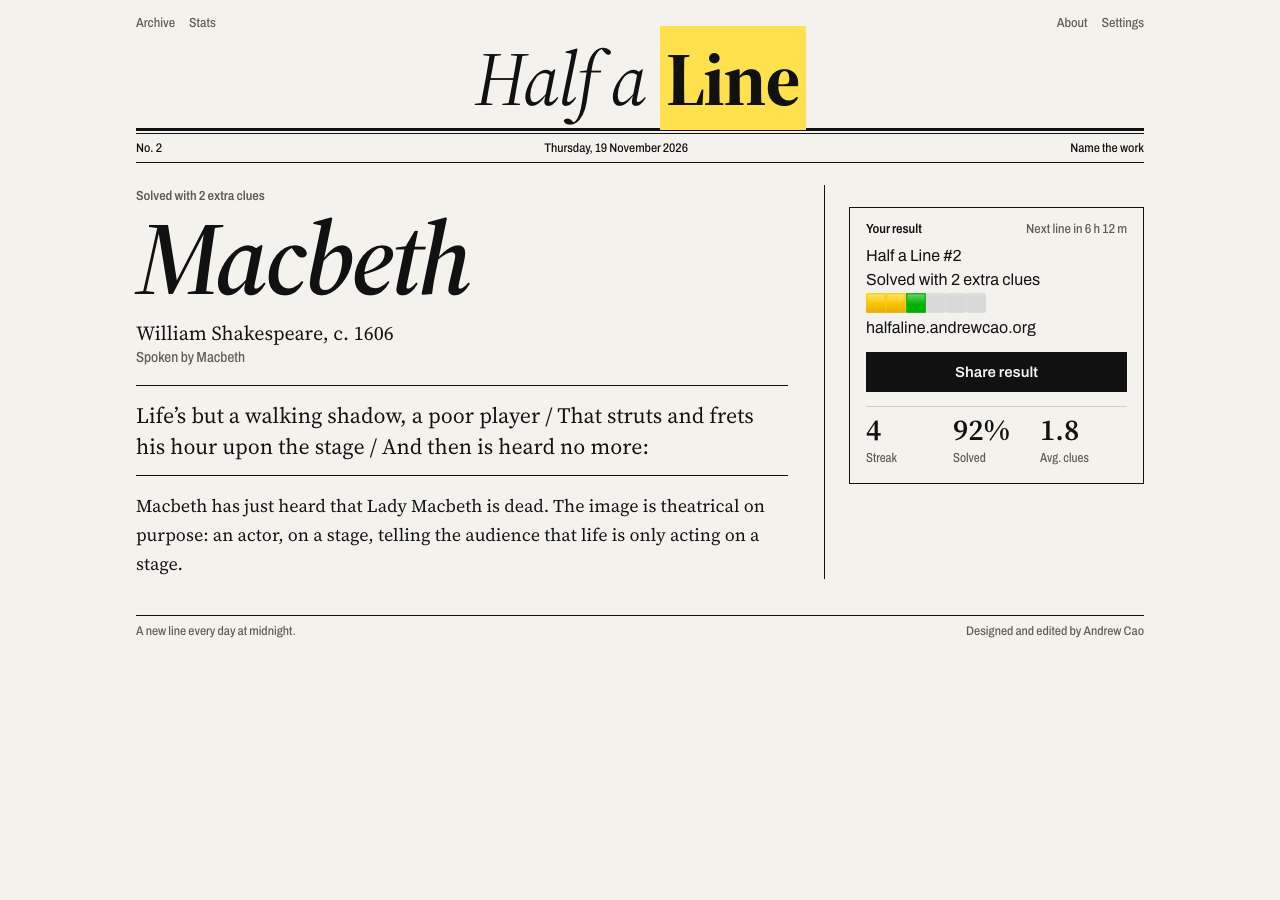 Archive Stats
About Settings
Half a Line
No. 2
Thursday, 19 November 2026
Name the work
Solved with 2 extra clues
Macbeth
William Shakespeare, c. 1606
Spoken by Macbeth
Life’s but a walking shadow, a poor player / That struts and frets
his hour upon the stage / And then is heard no more:
Macbeth has just heard that Lady Macbeth is dead. The image is theatrical on
purpose: an actor, on a stage, telling the audience that life is only acting on a
stage.
Your result
Next line in 6 h 12 m
Half a Line #2
Solved with 2 extra clues
halfaline.andrewcao.org
Share result
4 92% 1.8
Streak Solved Avg. clues
A new line every day at midnight.
Designed and edited by Andrew Cao